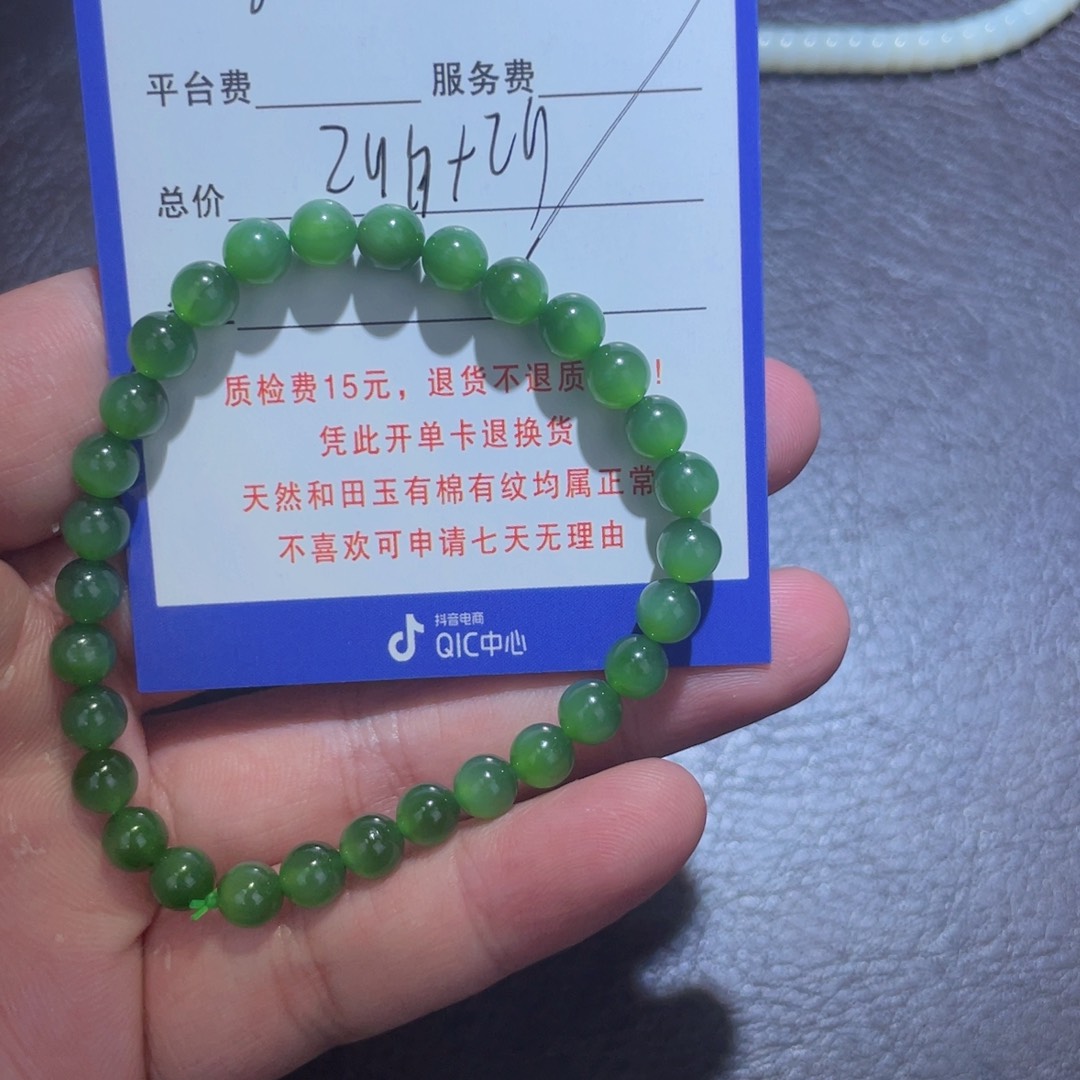 平台费 服务费
总价
质检费15元，退货不退质 !
凭此开单卡退换货
天然和田玉有棉有纹均属正常
不喜欢可申请七天无理由
抖音电商
QIC中心